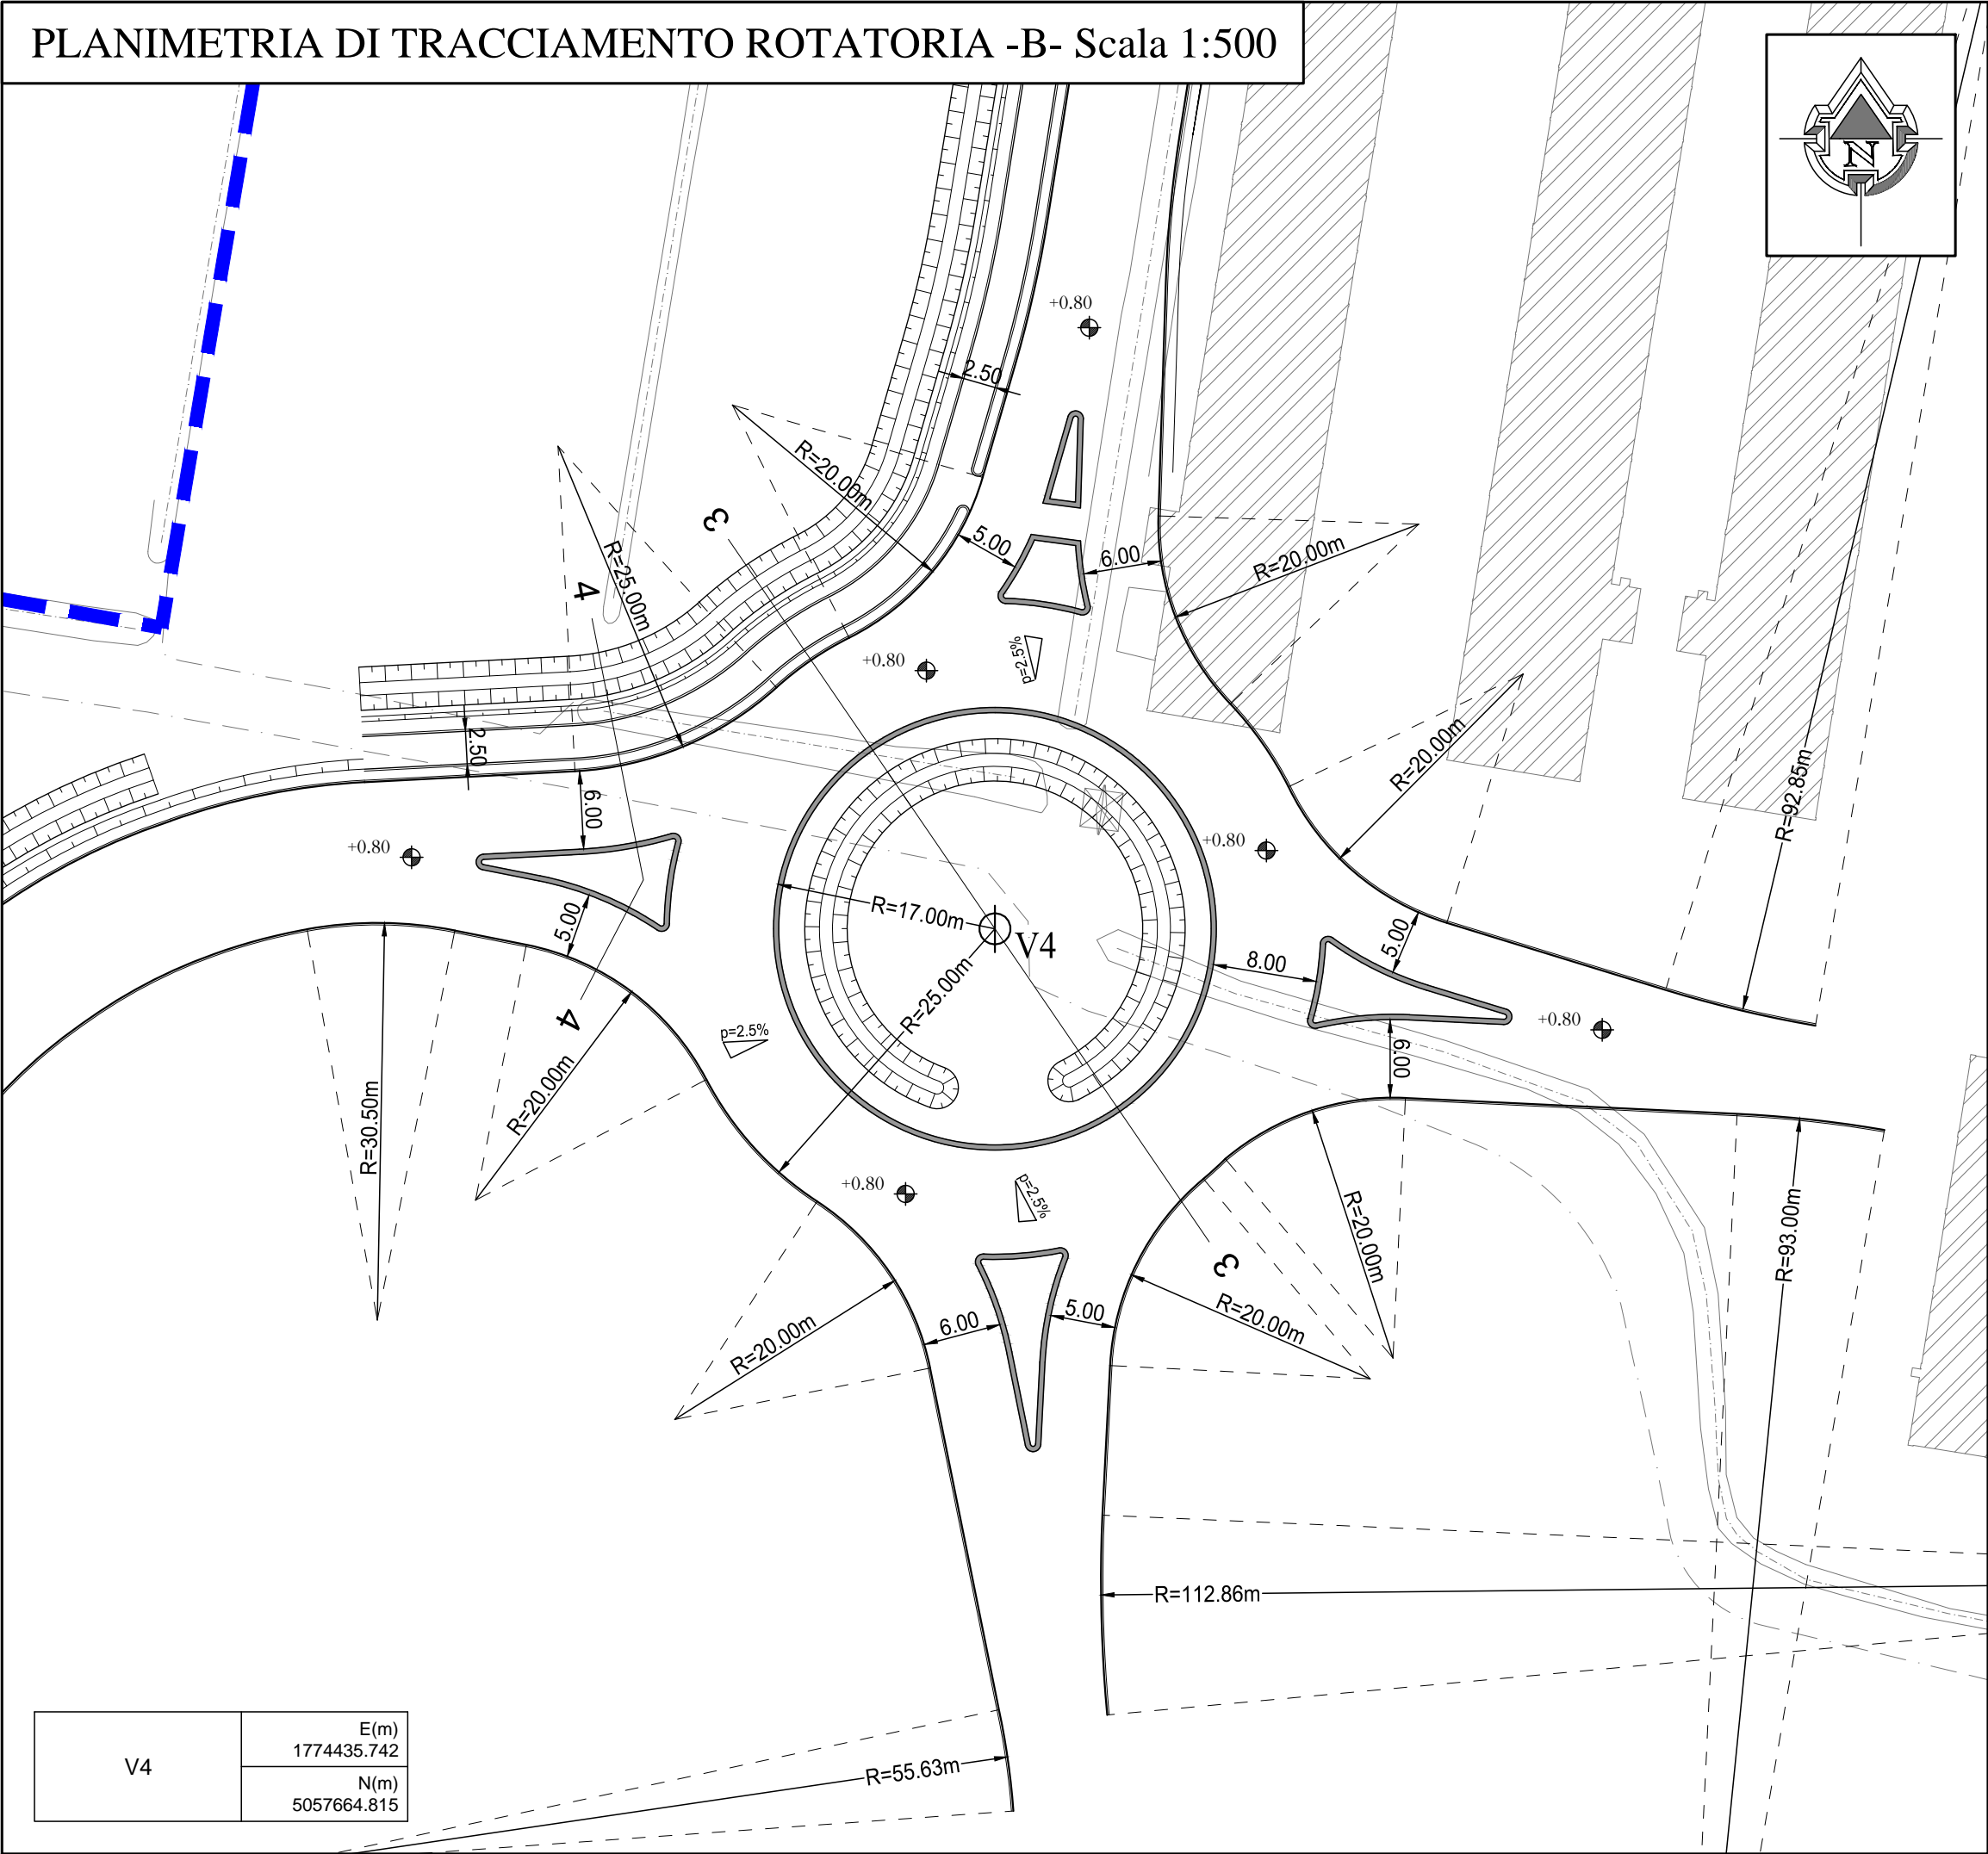 PLANIMETRIA DI TRACCIAMENTO ROTATORIA -B- Scala 1:500
N
+0.80
2.50
R=20.00m
3
5.00
6.00
R=20.00m
R=25.00m
4
+0.80
p=2.5%
2.50
6.00
R=20.00m
R=92.85m
+0.80
+0.80
R=17.00m
V4
5.00
5.00
8.00
+0.80
R=25.00m
4
p=2.5%
6.00
R=30.50m
R=20.00m
+0.80
p=2.5%
R=20.00m
R=93.00m
3
6.00
5.00
R=20.00m
R=20.00m
R=112.86m
R=55.63m
V4
E(m)
1774435.742
N(m)
5057664.815